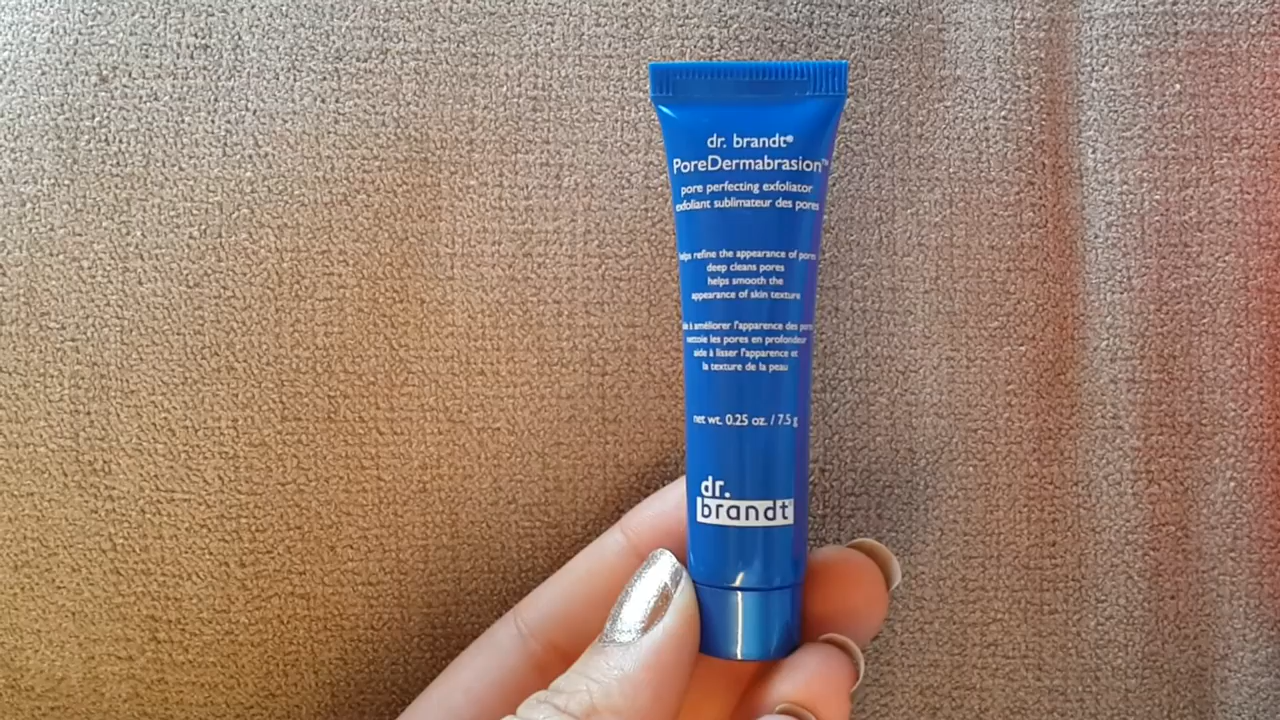 dr. brandt®
PoreDermabrasion™
pore perfecting exfoliator
exfoliant sublimateur des pores
helps refine the appearance of pores
deep cleans pores
helps smooth the
appearance of skin texture
aide à améliorer l'apparence des pores
nettoie les pores en profondeur
aide à lisser l'apparence et
la texture de la peau
net wt. 0.25 oz. / 7.5 g
dr.
brandt